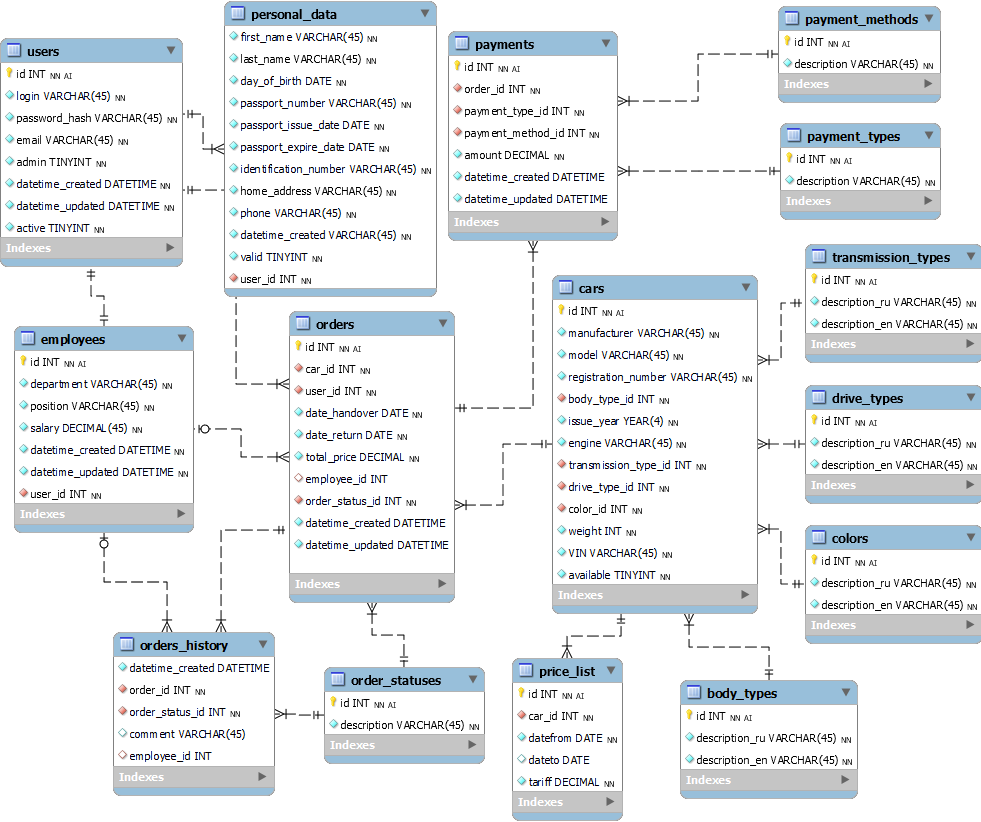 users
id INT NN AI
login VARCHAR(45) NN
password_hash VARCHAR(45) NN
email VARCHAR(45) NN
admin TINYINT NN
datetime_created DATETIME NN
datetime_updated DATETIME NN
active TINYINT NN
Indexes
personal_data
first_name VARCHAR(45) NN
last_name VARCHAR(45) NN
day_of_birth DATE NN
passport_number VARCHAR(45) NN
passport_issue_date DATE NN
passport_expire_date DATE NN
identification_number VARCHAR(45) NN
home_address VARCHAR(45) NN
phone VARCHAR(45) NN
datetime_created VARCHAR(45) NN
valid TINYINT NN
user_id INT NN
payments
id INT NN AI
order_id INT NN
payment_type_id INT NN
payment_method_id INT NN
amount DECIMAL NN
datetime_created DATETIME
datetime_updated DATETIME
Indexes
payment_methods
id INT NN AI
description VARCHAR(45) NN
Indexes
payment_types
id INT NN AI
description VARCHAR(45) NN
Indexes
employees
id INT NN AI
department VARCHAR(45) NN
position VARCHAR(45) NN
salary DECIMAL(45) NN
datetime_created DATETIME NN
datetime_updated DATETIME NN
user_id INT NN
Indexes
orders
id INT NN AI
car_id INT NN
user_id INT NN
date_handover DATE NN
date_return DATE NN
total_price DECIMAL NN
employee_id INT
order_status_id INT NN
datetime_created DATETIME
datetime_updated DATETIME
Indexes
cars
id INT NN AI
manufacturer VARCHAR(45) NN
model VARCHAR(45) NN
registration_number VARCHAR(45) NN
body_type_id INT NN
issue_year YEAR(4) NN
engine VARCHAR(45) NN
transmission_type_id INT NN
drive_type_id INT NN
color_id INT NN
weight INT NN
VIN VARCHAR(45) NN
available TINYINT NN
Indexes
transmission_types
id INT NN AI
description_ru VARCHAR(45) NN
description_en VARCHAR(45) NN
Indexes
drive_types
id INT NN AI
description_ru VARCHAR(45) NN
description_en VARCHAR(45) NN
Indexes
colors
id INT NN AI
description_ru VARCHAR(45) NN
description_en VARCHAR(45) NN
Indexes
orders_history
datetime_created DATETIME
order_id INT NN
order_status_id INT NN
comment VARCHAR(45)
employee_id INT
Indexes
order_statuses
id INT NN AI
description VARCHAR(45) NN
Indexes
price_list
id INT NN AI
car_id INT NN
datefrom DATE NN
dateto DATE
tariff DECIMAL NN
Indexes
body_types
id INT NN AI
description_ru VARCHAR(45) NN
description_en VARCHAR(45) NN
Indexes